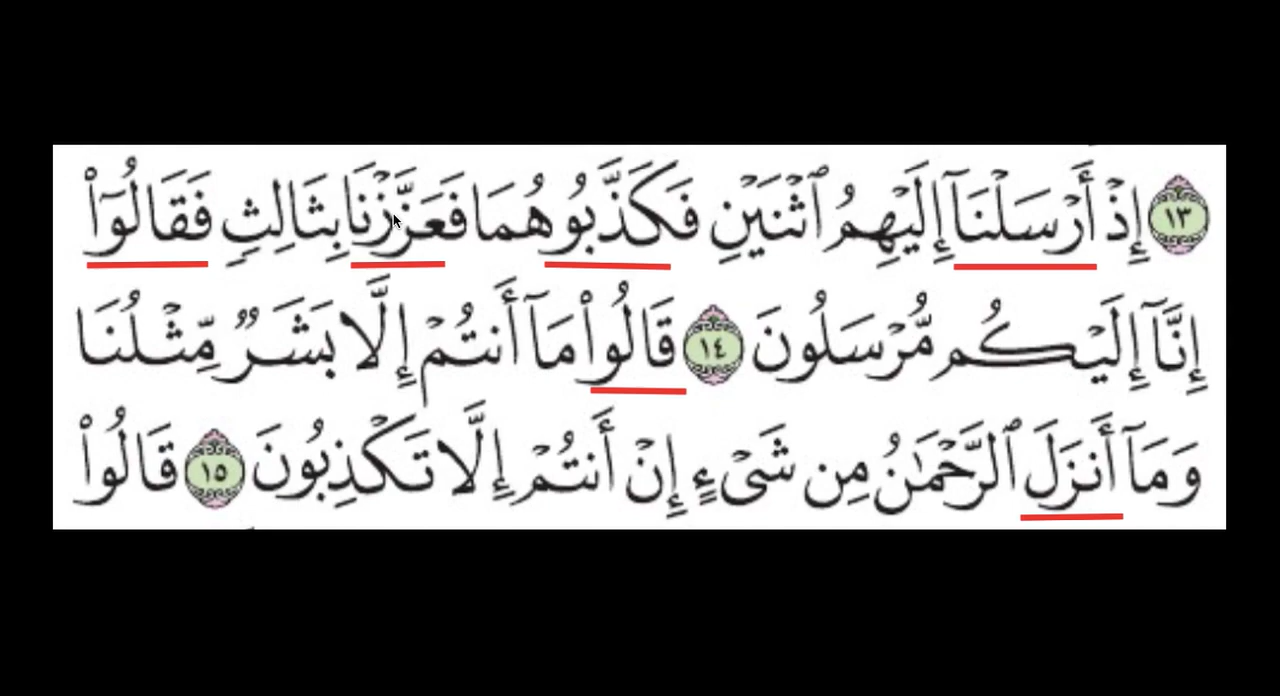 ١٣ إِذْ أَرْسَلْنَآ إِلَيْهِمُ ٱثْنَيْنِ فَكَذَّبُوهُمَا فَعَزَّزْنَا بِثَالِثٍ فَقَالُوٓا۟
إِنَّآ إِلَيْكُم مُّرْسَلُونَ ١٤ قَالُوا۟ مَآ أَنتُمْ إِلَّا بَشَرٌ مِّثْلُنَا
وَمَآ أَنزَلَ ٱلرَّحْمَـٰنُ مِن شَىْءٍ إِنْ أَنتُمْ إِلَّا تَكْذِبُونَ ١٥ قَالُوا۟